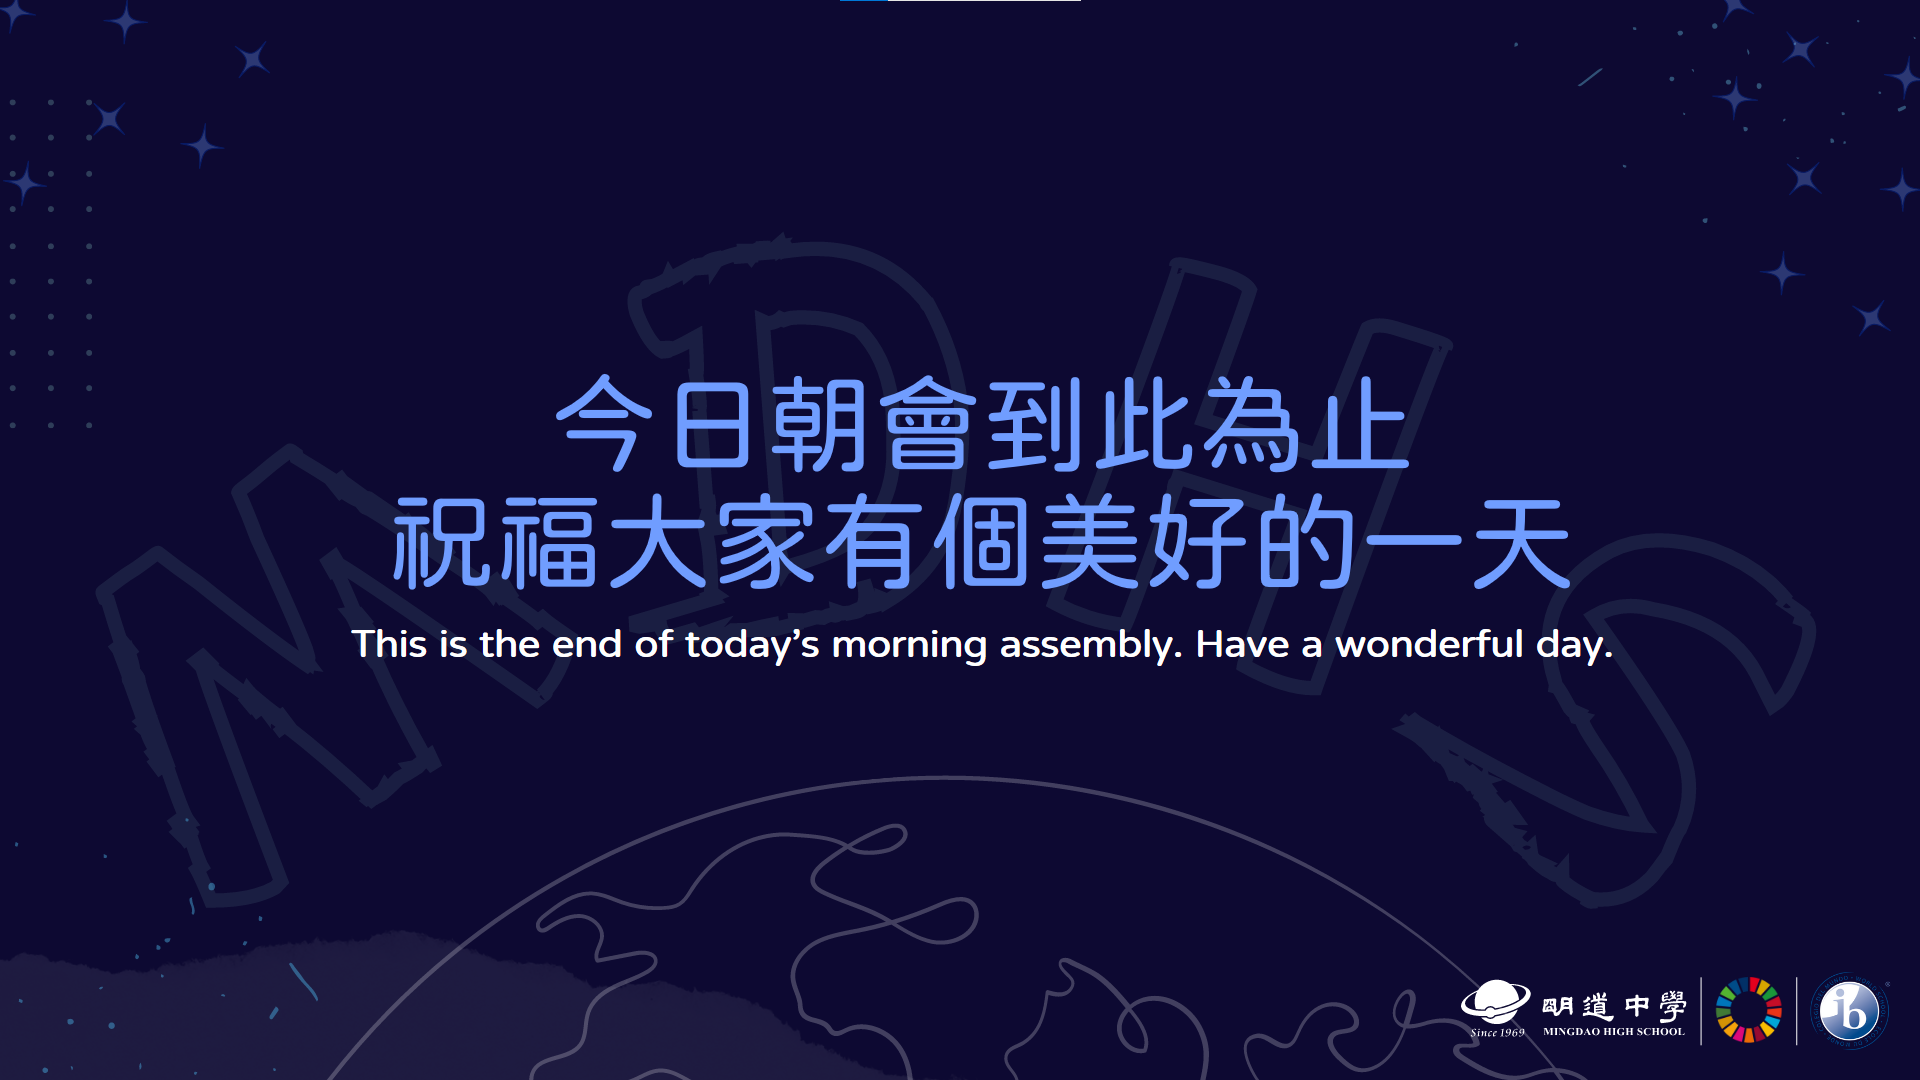 MDHS
今日朝會到此為止
祝福大家有個美好的一天
This is the end of today’s morning assembly. Have a wonderful day.
明道中學
Since 1969
MINGDAO HIGH SCHOOL
ib